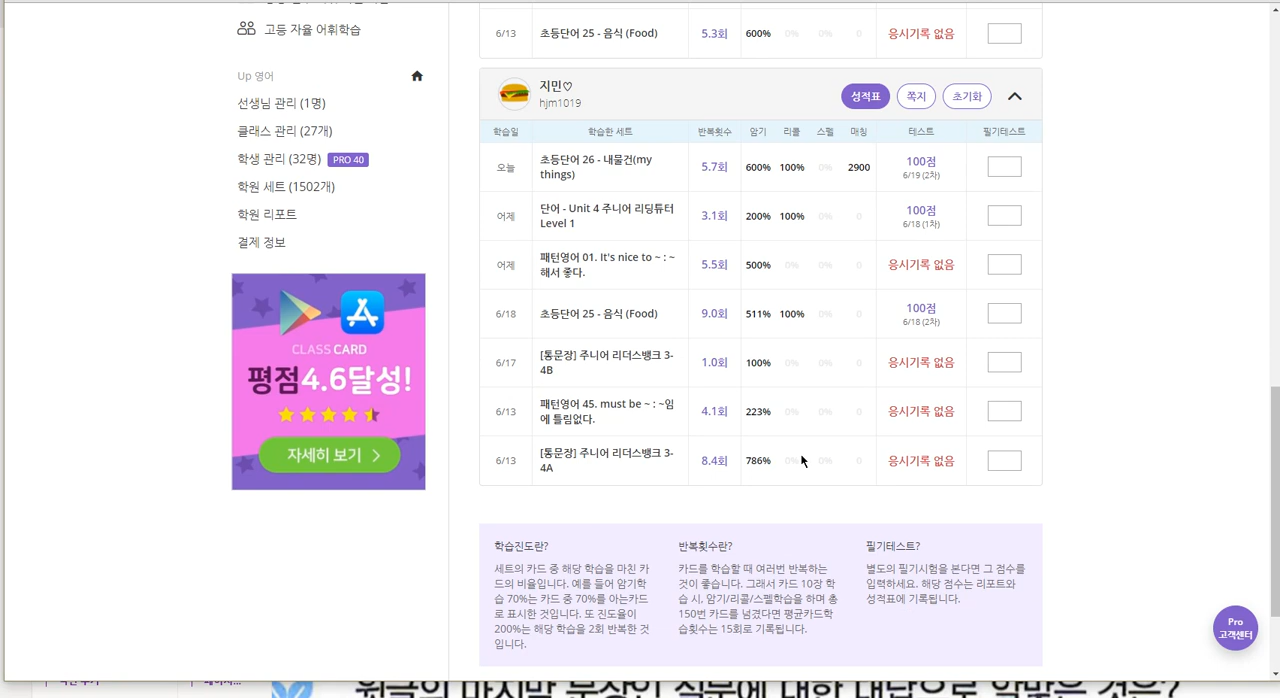 고등 자율 어휘학습
Up 영어
선생님 관리 (1명)
클래스 관리 (27개)
학생 관리 (32명) PRO 40
학원 세트 (1502개)
학원 리포트
결제 정보
CLASS CARD
평점4.6달성!
자세히 보기 >
6/13 초등단어 25 - 음식 (Food) 5.3회 600% 0% 0% 0 응시기록 없음
지민♡
hjm1019
성적표 쪽지 초기화
학습일 학습한 세트 반복횟수 암기 리콜 스펠 매칭 테스트 필기테스트
오늘 초등단어 26 - 내물건(my things) 5.7회 600% 100% 0% 2900 100점
6/19 (2차)
어제 단어 - Unit 4 주니어 리딩튜터 Level 1 3.1회 200% 100% 0% 0 100점
6/18 (1차)
어제 패턴영어 01. It's nice to ~ : ~해서 좋다. 5.5회 500% 0% 0% 0 응시기록 없음
6/18 초등단어 25 - 음식 (Food) 9.0회 511% 100% 0% 0 100점
6/18 (2차)
6/17 [통문장] 주니어 리더스뱅크 3-4B 1.0회 100% 0% 0% 0 응시기록 없음
6/13 패턴영어 45. must be ~ : ~임에 틀림없다. 4.1회 223% 0% 0% 0 응시기록 없음
6/13 [통문장] 주니어 리더스뱅크 3-4A 8.4회 786% 0% 0% 0 응시기록 없음
학습진도란?
세트의 카드 중 해당 학습을 마친 카
드의 비율입니다. 예를 들어 암기학
습 70%는 카드 중 70%를 아는카드
로 표시한 것입니다. 또 진도율이
200%는 해당 학습을 2회 반복한 것
입니다.
반복횟수란?
카드를 학습할 때 여러번 반복하는
것이 좋습니다. 그래서 카드 10장 학
습 시, 암기/리콜/스펠학습을 하며 총
150번 카드를 넘겼다면 평균카드학
습횟수는 15회로 기록됩니다.
필기테스트?
별도의 필기시험을 본다면 그 점수를
입력하세요. 해당 점수는 리포트와
성적표에 기록됩니다.
Pro
고객센터